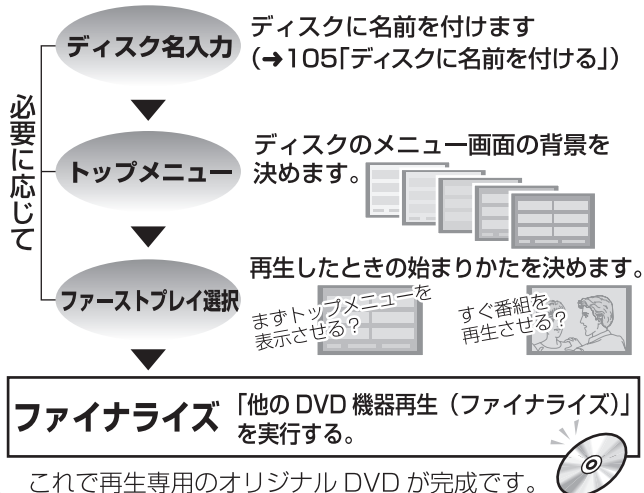 ディスク名入力
ディスクに名前を付けます
(➜105「ディスクに名前を付ける」)
必要に応じて
トップメニュー
ディスクのメニュー画面の背景を
決めます。
ファーストプレイ選択
再生したときの始まりかたを決めます。
まずトップメニューを
表示させる?
すぐ番組を
再生させる?
ファイナライズ
「他の DVD 機器再生(ファイナライズ)」
を実行する。
これで再生専用のオリジナル DVD が完成です。